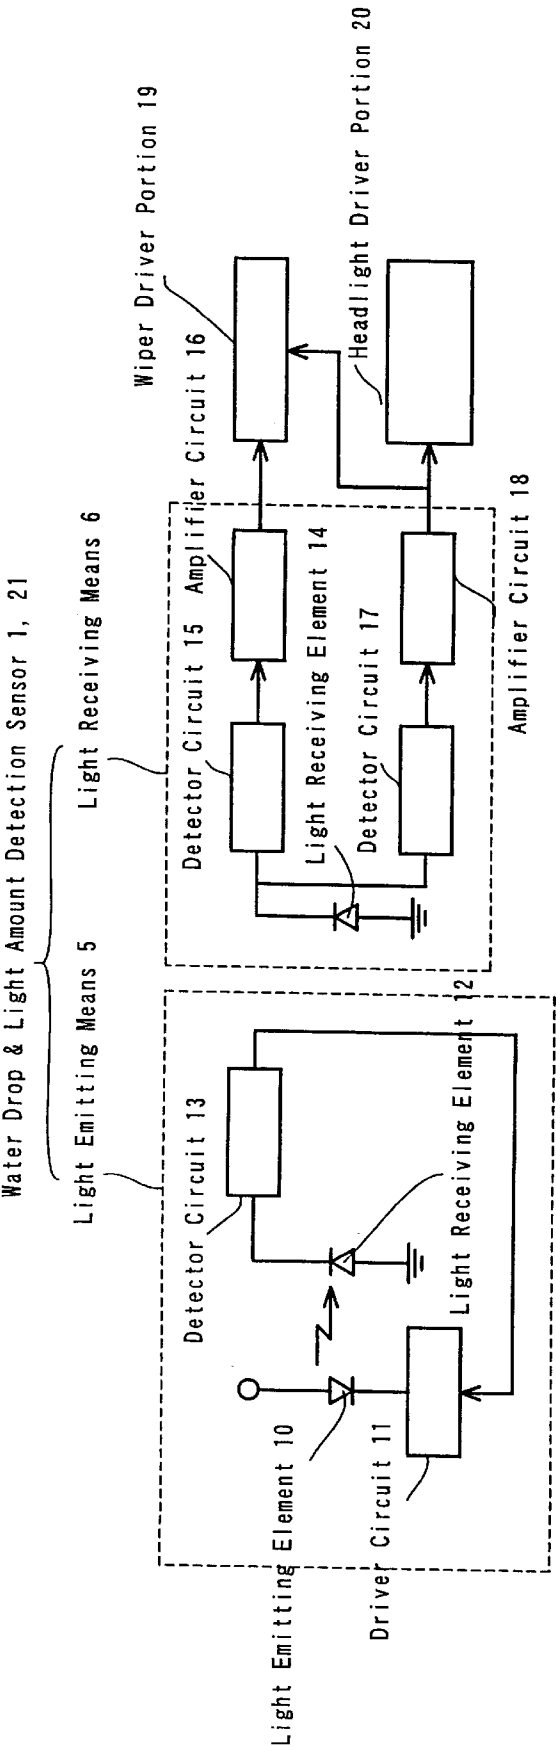 Water Drop & Light Amount Detection Sensor 1, 21
Light Emitting Means 5
Light Receiving Means 6
Wiper Driver Portion 19
Detector Circuit 13
Detector Circuit 15
Amplifier Circuit 16
Light Emitting Element 10
Light Receiving Element 14
Headlight Driver Portion 20
Driver Circuit 11
Detector Circuit 17
Light Receiving Element 12
Amplifier Circuit 18